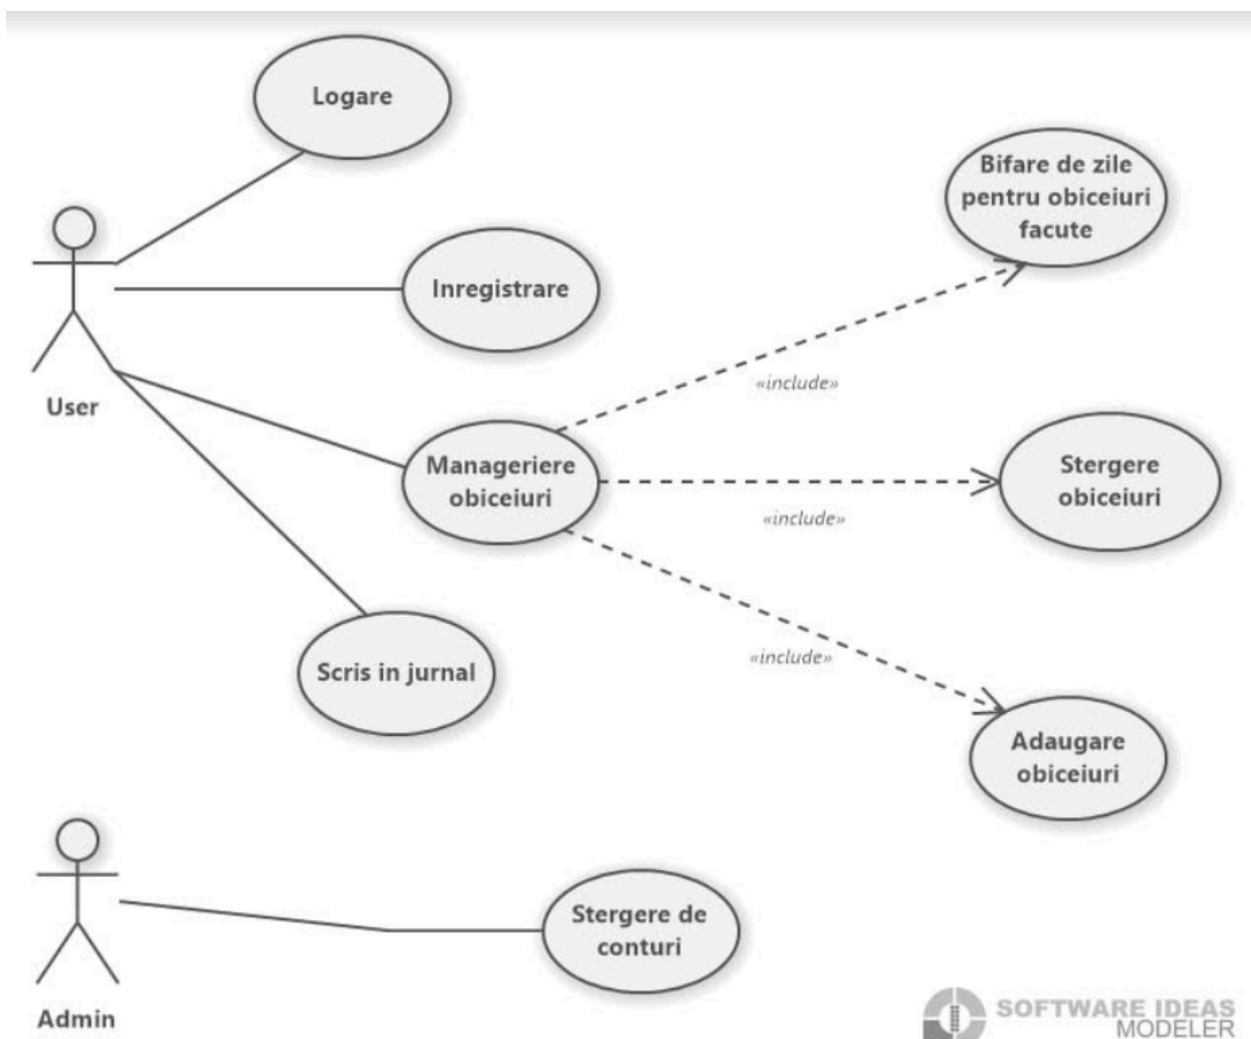 Logare
Bifare de zile
pentru obiceiuri
facute
Inregistrare
«include»
User
Manageriere
obiceiuri
Stergere
obiceiuri
«include»
«include»
Scris in jurnal
Adaugare
obiceiuri
Stergere de
conturi
Admin
SOFTWARE IDEAS
MODELER